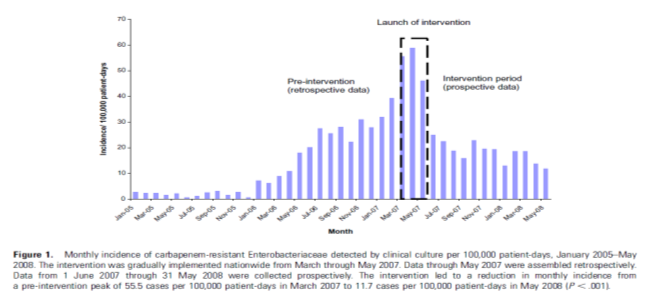 Launch of intervention
Pre-intervention
(retrospective data)
Intervention period
(prospective data)
Incidence/ 100,000 patient-days
70
60
50
40
30
20
10
0
Jan-05
Mar-05
May-05
Jul-05
Sep-05
Nov-05
Jan-06
Mar-06
May-06
Jul-06
Sep-06
Nov-06
Jan-07
Mar-07
May-07
Jul-07
Sep-07
Nov-07
Jan-08
Mar-08
May-08
Month
Figure 1. Monthly incidence of carbapenem-resistant Enterobacteriaceae detected by clinical culture per 100,000 patient-days, January 2005–May
2008. The intervention was gradually implemented nationwide from March through May 2007. Data through May 2007 were assembled retrospectively.
Data from 1 June 2007 through 31 May 2008 were collected prospectively. The intervention led to a reduction in monthly incidence from
a pre-intervention peak of 55.5 cases per 100,000 patient-days in March 2007 to 11.7 cases per 100,000 patient-days in May 2008 (P < .001).